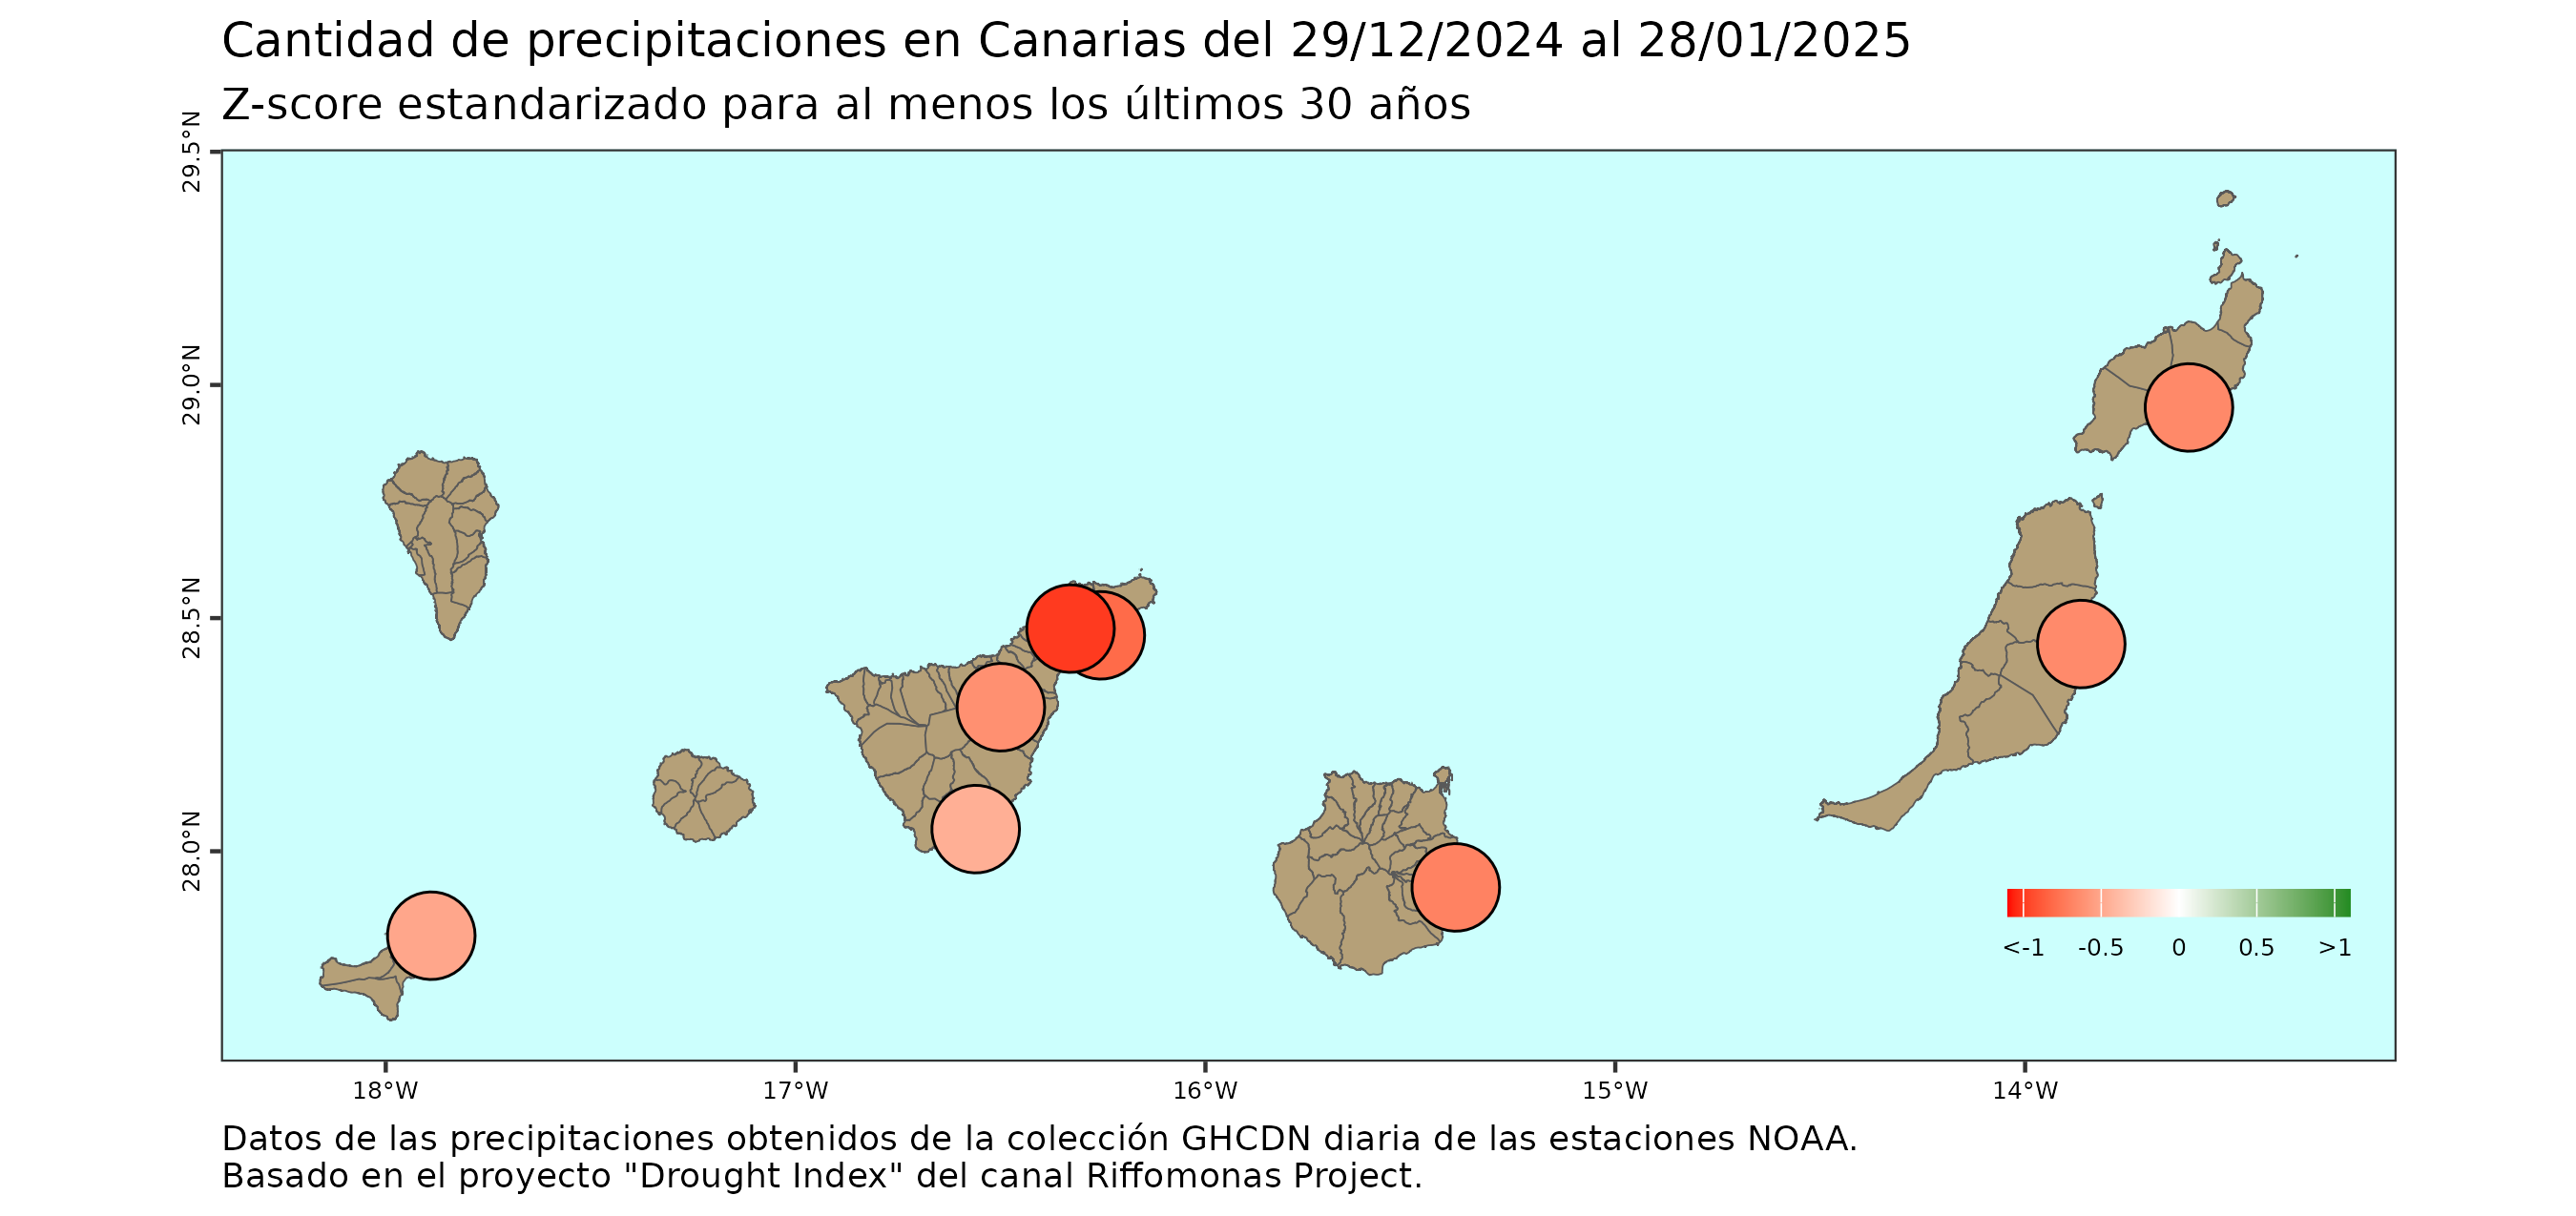 Cantidad de precipitaciones en Canarias del 29/12/2024 al 28/01/2025
Z-score estandarizado para al menos los últimos 30 años
29.5°N
29.0°N
28.5°N
28.0°N
<-1 -0.5 0 0.5 >1
18°W 17°W 16°W 15°W 14°W
Datos de las precipitaciones obtenidos de la colección GHCDN diaria de las estaciones NOAA.
Basado en el proyecto "Drought Index" del canal Riffomonas Project.